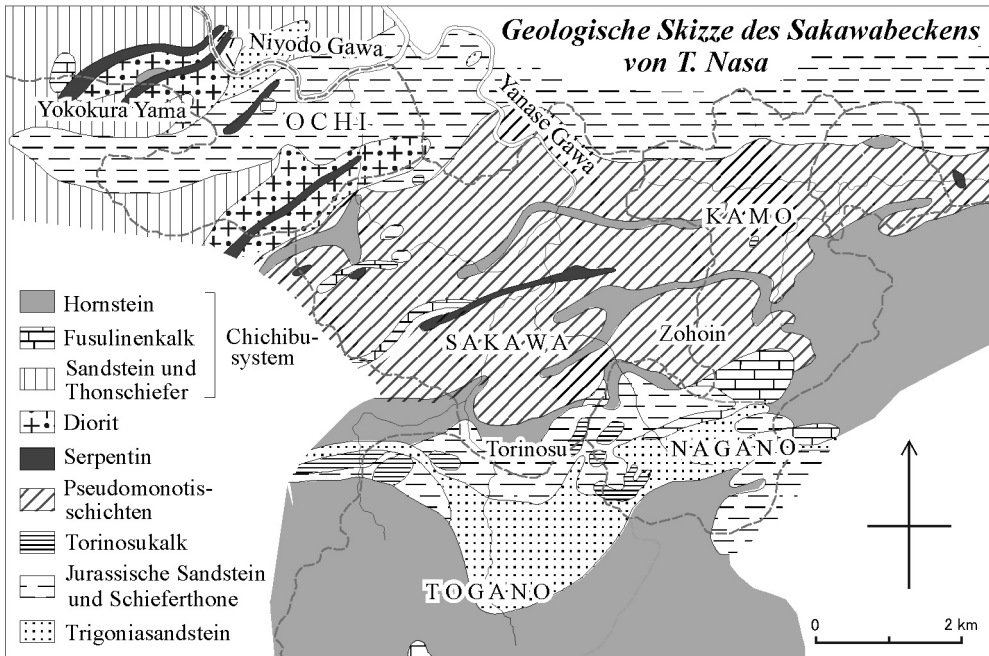 Geologische Skizze des Sakawabeckens
von T. Nasa
Niyodo Gawa
Yokokura Yama
OCHI
Yanase Gawa
KAMO
SAKAWA
Zohoin
Torinosu
NAGANO
TOGANO
Hornstein
Fusulinenkalk
Sandstein und
Thonschiefer
Chichibu-
system
Diorit
Serpentin
Pseudomonotis-
schichten
Torinosukalk
Jurassische Sandstein
und Schieferthone
Trigoniasandstein
0 2 km